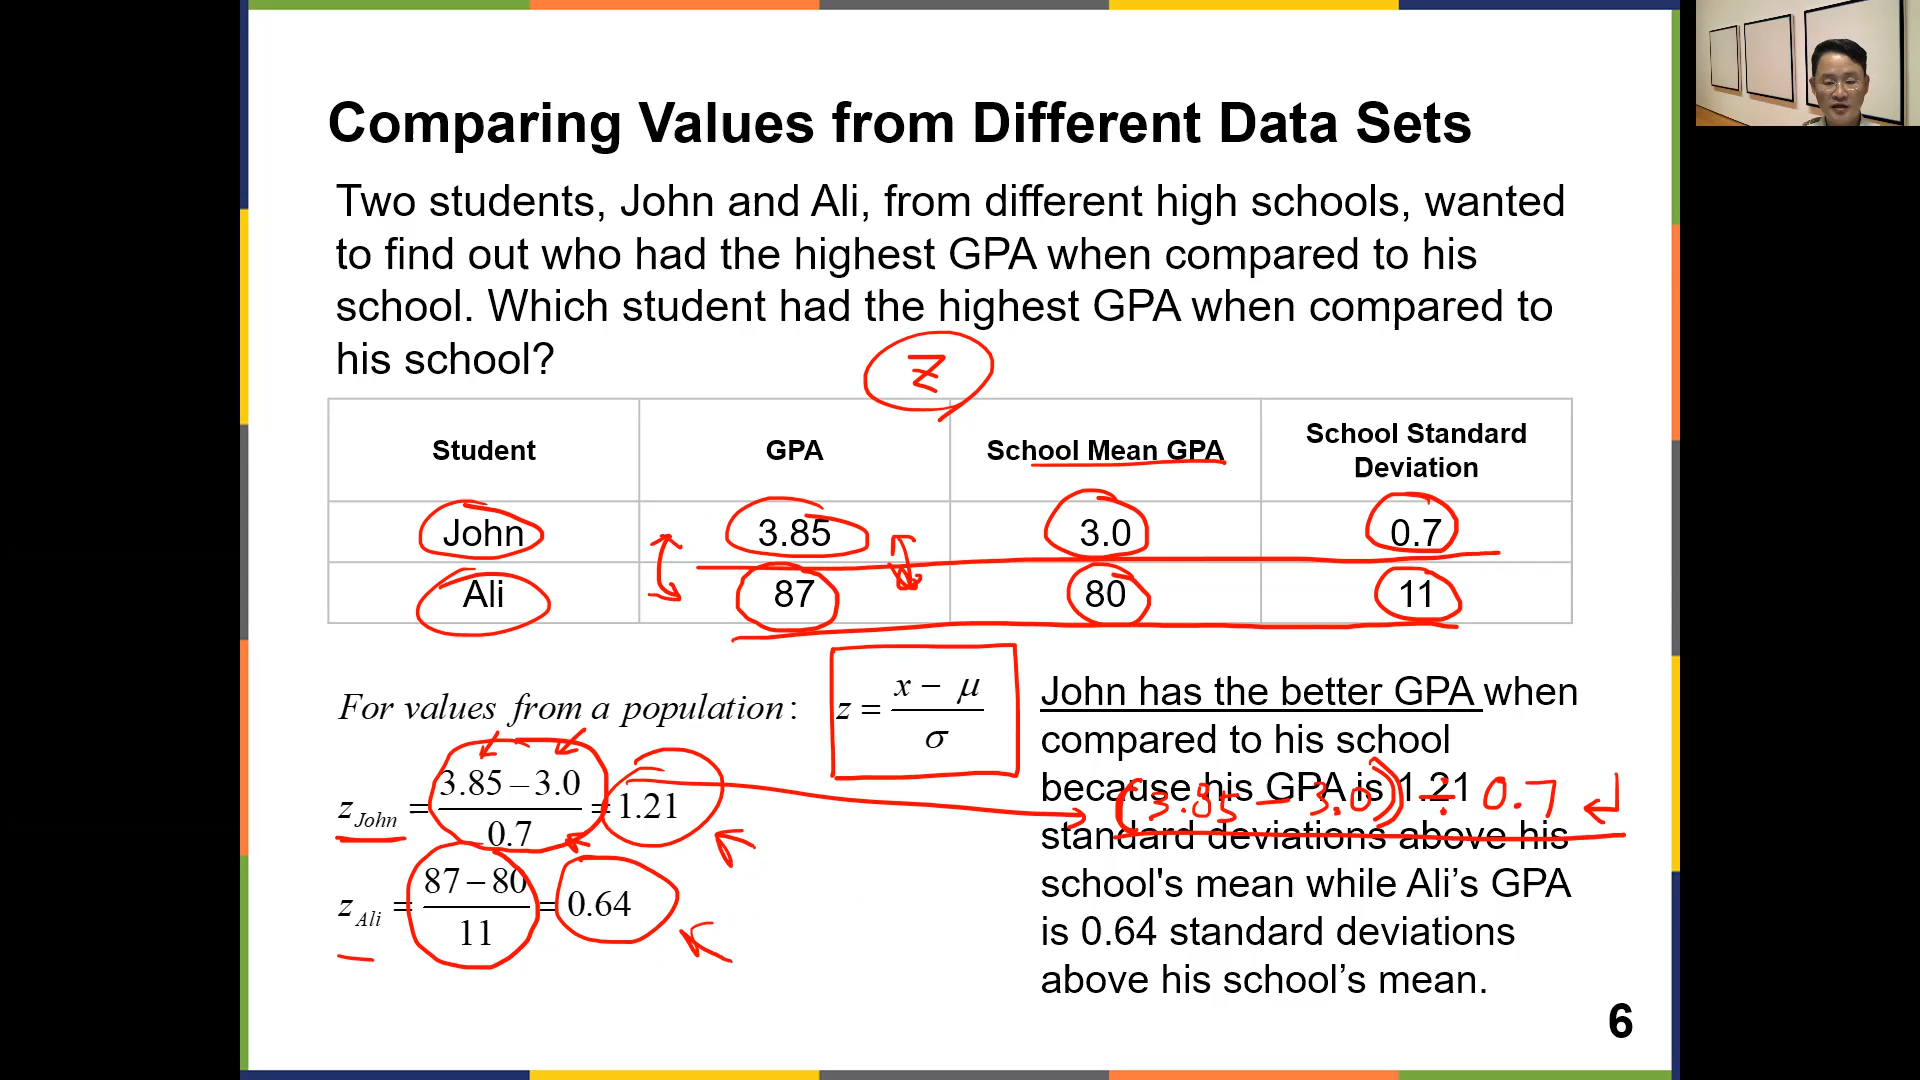 Comparing Values from Different Data Sets
Two students, John and Ali, from different high schools, wanted
to find out who had the highest GPA when compared to his
school. Which student had the highest GPA when compared to
his school?
z
Student GPA School Mean GPA School Standard Deviation
John 3.85 3.0 0.7
Ali 87 80 11
For values from a population: z = (x − μ) / σ
z John = (3.85 − 3.0) / 0.7 = 1.21
z Ali = (87 − 80) / 11 = 0.64
John has the better GPA when
compared to his school
because his GPA is 1.21
(3.85 − 3.0) ÷ 0.7 ↵
standard deviations above his
school's mean while Ali’s GPA
is 0.64 standard deviations
above his school’s mean.
6